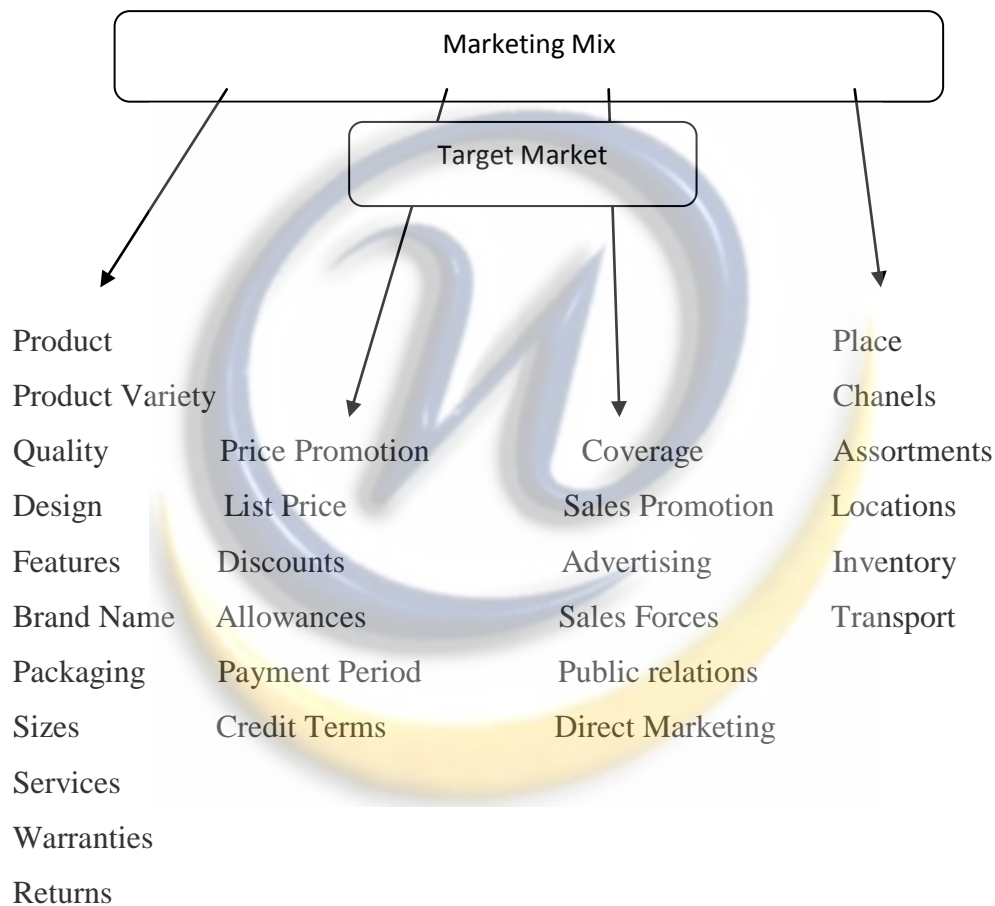 Marketing Mix
Target Market
Product Place
Product Variety Chanels
Quality Price Promotion Coverage Assortments
Design List Price Sales Promotion Locations
Features Discounts Advertising Inventory
Brand Name Allowances Sales Forces Transport
Packaging Payment Period Public relations
Sizes Credit Terms Direct Marketing
Services
Warranties
Returns